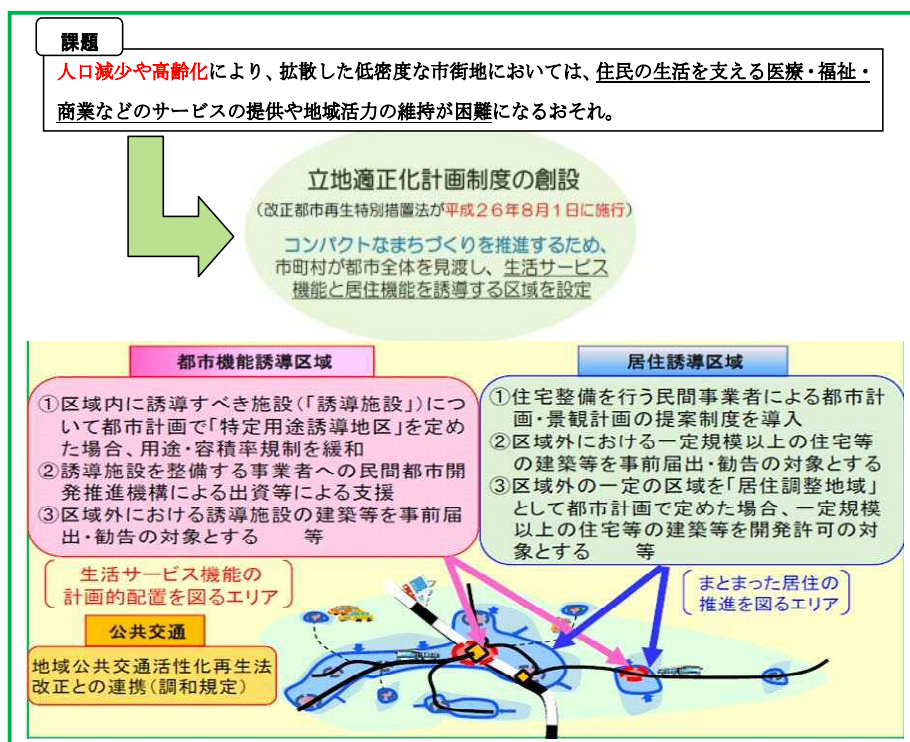 課題
人口減少や高齢化により、拡散した低密度な市街地においては、住民の生活を支える医療・福祉・
商業などのサービスの提供や地域活力の維持が困難になるおそれ。
立地適正化計画制度の創設
(改正都市再生特別措置法が平成26年8月1日に施行)
コンパクトなまちづくりを推進するため、
市町村が都市全体を見渡し、生活サービス
機能と居住機能を誘導する区域を設定
都市機能誘導区域
①区域内に誘導すべき施設(「誘導施設」)につ
いて都市計画で「特定用途誘導地区」を定め
た場合、用途・容積率規制を緩和
②誘導施設を整備する事業者への民間都市開
発推進機構による出資等による支援
③区域外における誘導施設の建築等を事前届
出・勧告の対象とする　　等
生活サービス機能の
計画的配置を図るエリア
居住誘導区域
①住宅整備を行う民間事業者による都市計
画・景観計画の提案制度を導入
②区域外における一定規模以上の住宅等
の建築等を事前届出・勧告の対象とする
③区域外の一定の区域を「居住調整地域」
として都市計画で定めた場合、一定規模
以上の住宅等の建築等を開発許可の対
象とする　　等
まとまった居住の
推進を図るエリア
公共交通
地域公共交通活性化再生法
改正との連携(調和規定)